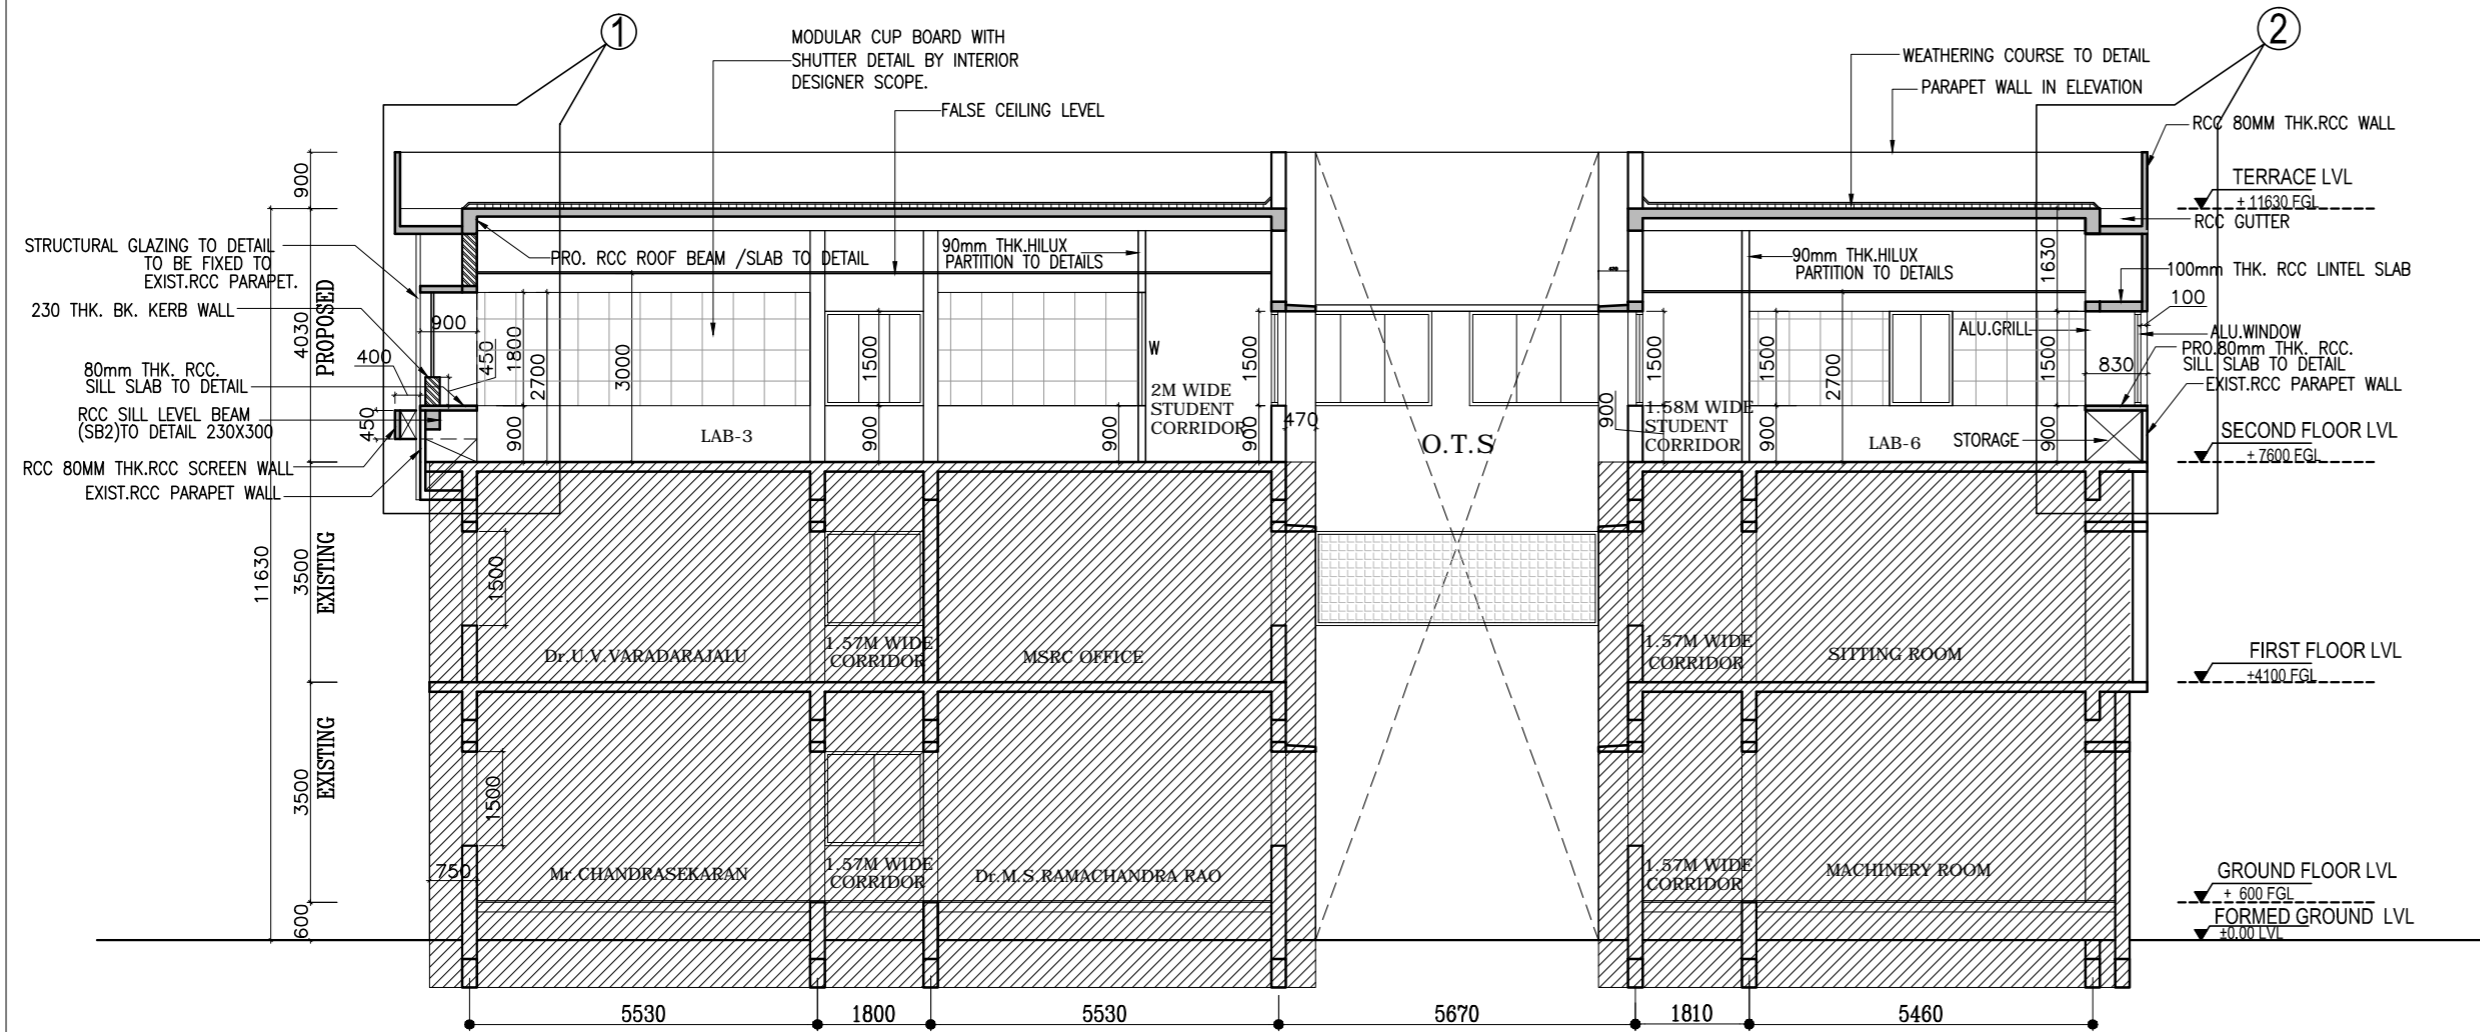 1
2
MODULAR CUP BOARD WITH
SHUTTER DETAIL BY INTERIOR
DESIGNER SCOPE.
FALSE CEILING LEVEL
WEATHERING COURSE TO DETAIL
PARAPET WALL IN ELEVATION
RCC 80MM THK.RCC WALL
TERRACE LVL
+ 11630 FGL
RCC GUTTER
900
STRUCTURAL GLAZING TO DETAIL
TO BE FIXED TO
EXIST.RCC PARAPET.
230 THK. BK. KERB WALL
PRO. RCC ROOF BEAM /SLAB TO DETAIL
90mm THK.HILUX
PARTITION TO DETAILS
90mm THK.HILUX
PARTITION TO DETAILS
1630
100mm THK. RCC LINTEL SLAB
100
ALU.GRILL
ALU.WINDOW
PRO.80mm THK. RCC.
SILL SLAB TO DETAIL
830
EXIST.RCC PARAPET WALL
4030
PROPOSED
900
400
80mm THK. RCC.
SILL SLAB TO DETAIL
RCC SILL LEVEL BEAM
(SB2)TO DETAIL 230X300
450
450
1800
2700
3000
1500
W
1500
1500
1500
2700
1500
RCC 80MM THK.RCC SCREEN WALL
EXIST.RCC PARAPET WALL
900
LAB-3
900
900
2M WIDE
STUDENT
CORRIDOR
900
470
O.T.S
900
1.58M WIDE
STUDENT
CORRIDOR
900
LAB-6
STORAGE
900
SECOND FLOOR LVL
+ 7600 FGL
11630
3500
EXISTING
1500
Dr.U.V.VARADARAJALU
1.57M WIDE
CORRIDOR
MSRC OFFICE
1.57M WIDE
CORRIDOR
SITTING ROOM
FIRST FLOOR LVL
+4100 FGL
3500
EXISTING
1500
750
Mr.CHANDRASEKARAN
1.57M WIDE
CORRIDOR
Dr.M.S.RAMACHANDRA RAO
1.57M WIDE
CORRIDOR
MACHINERY ROOM
GROUND FLOOR LVL
+ 600 FGL
600
FORMED GROUND LVL
±0.00 LVL
5530
1800
5530
5670
1810
5460